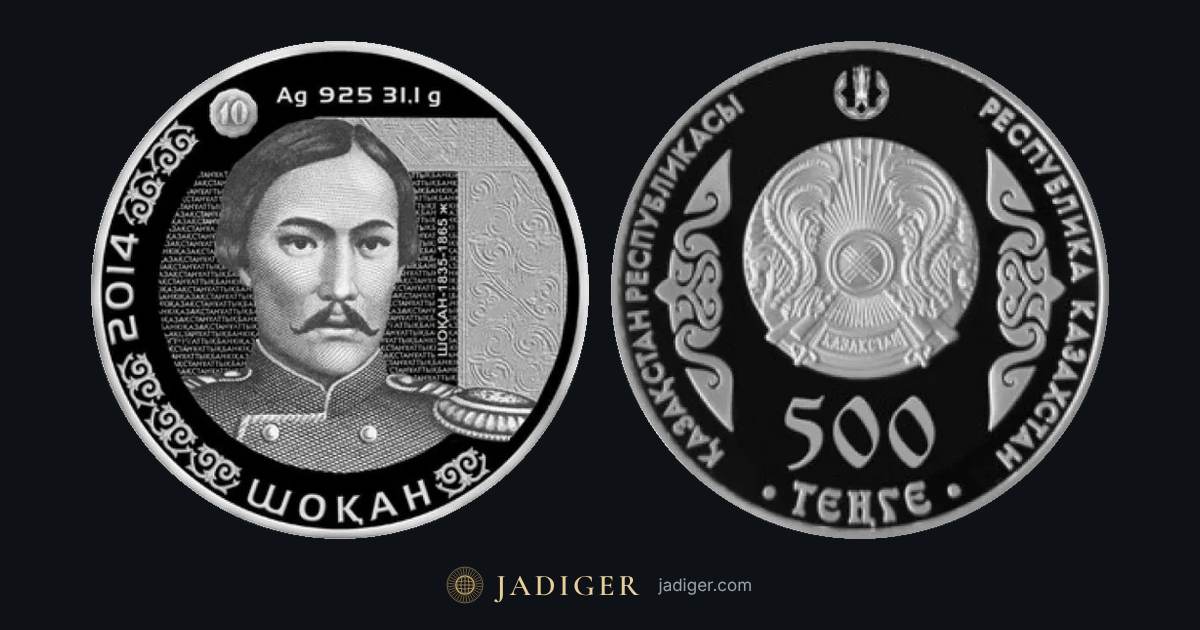 Ag 925 31.1 g
10
2014
ШОҚАН-1835-1865 ж
ШОҚАН
ҚАЗАҚСТАН РЕСПУБЛИКАСЫ
РЕСПУБЛИКА КАЗАХСТАН
ҚАЗАҚСТАН
500
ТЕҢГЕ
JADIGER jadiger.com